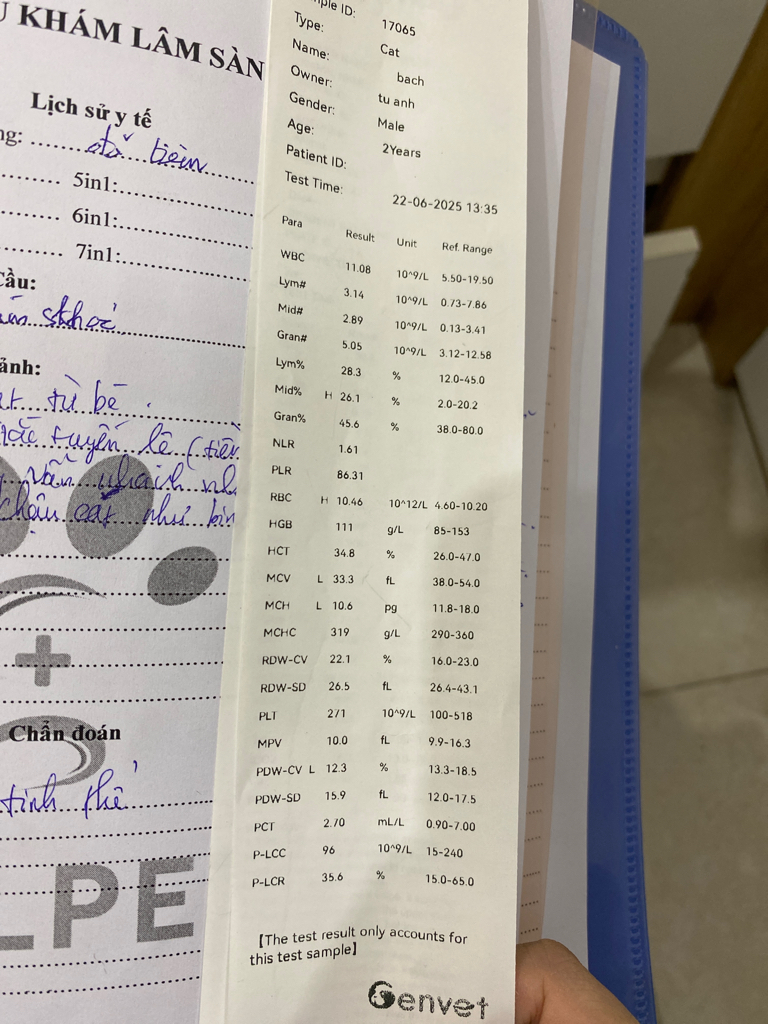 KHÁM LÂM SÀN
Lịch sử y tế
ng: ...... đã tiêm
5in1:
6in1:
7in1:
Cầu:
khoẻ
ảnh:
từ bé
tuyến lệ (tiêm
vẫn nhanh nh
chậu cát như bìn
Chẩn đoán
tinh thể
LPE
ple ID: 17065
Type: Cat
Name: bach
Owner: tu anh
Gender: Male
Age: 2Years
Patient ID:
Test Time: 22-06-2025 13:35
Para Result Unit Ref. Range
WBC 11.08 10^9/L 5.50-19.50
Lym# 3.14 10^9/L 0.73-7.86
Mid# 2.89 10^9/L 0.13-3.41
Gran# 5.05 10^9/L 3.12-12.58
Lym% 28.3 % 12.0-45.0
Mid% H 26.1 % 2.0-20.2
Gran% 45.6 % 38.0-80.0
NLR 1.61
PLR 86.31
RBC H 10.46 10^12/L 4.60-10.20
HGB 111 g/L 85-153
HCT 34.8 % 26.0-47.0
MCV L 33.3 fL 38.0-54.0
MCH L 10.6 pg 11.8-18.0
MCHC 319 g/L 290-360
RDW-CV 22.1 % 16.0-23.0
RDW-SD 26.5 fL 26.4-43.1
PLT 271 10^9/L 100-518
MPV 10.0 fL 9.9-16.3
PDW-CV L 12.3 % 13.3-18.5
PDW-SD 15.9 fL 12.0-17.5
PCT 2.70 mL/L 0.90-7.00
P-LCC 96 10^9/L 15-240
P-LCR 35.6 % 15.0-65.0
【The test result only accounts for
this test sample】
Genvet